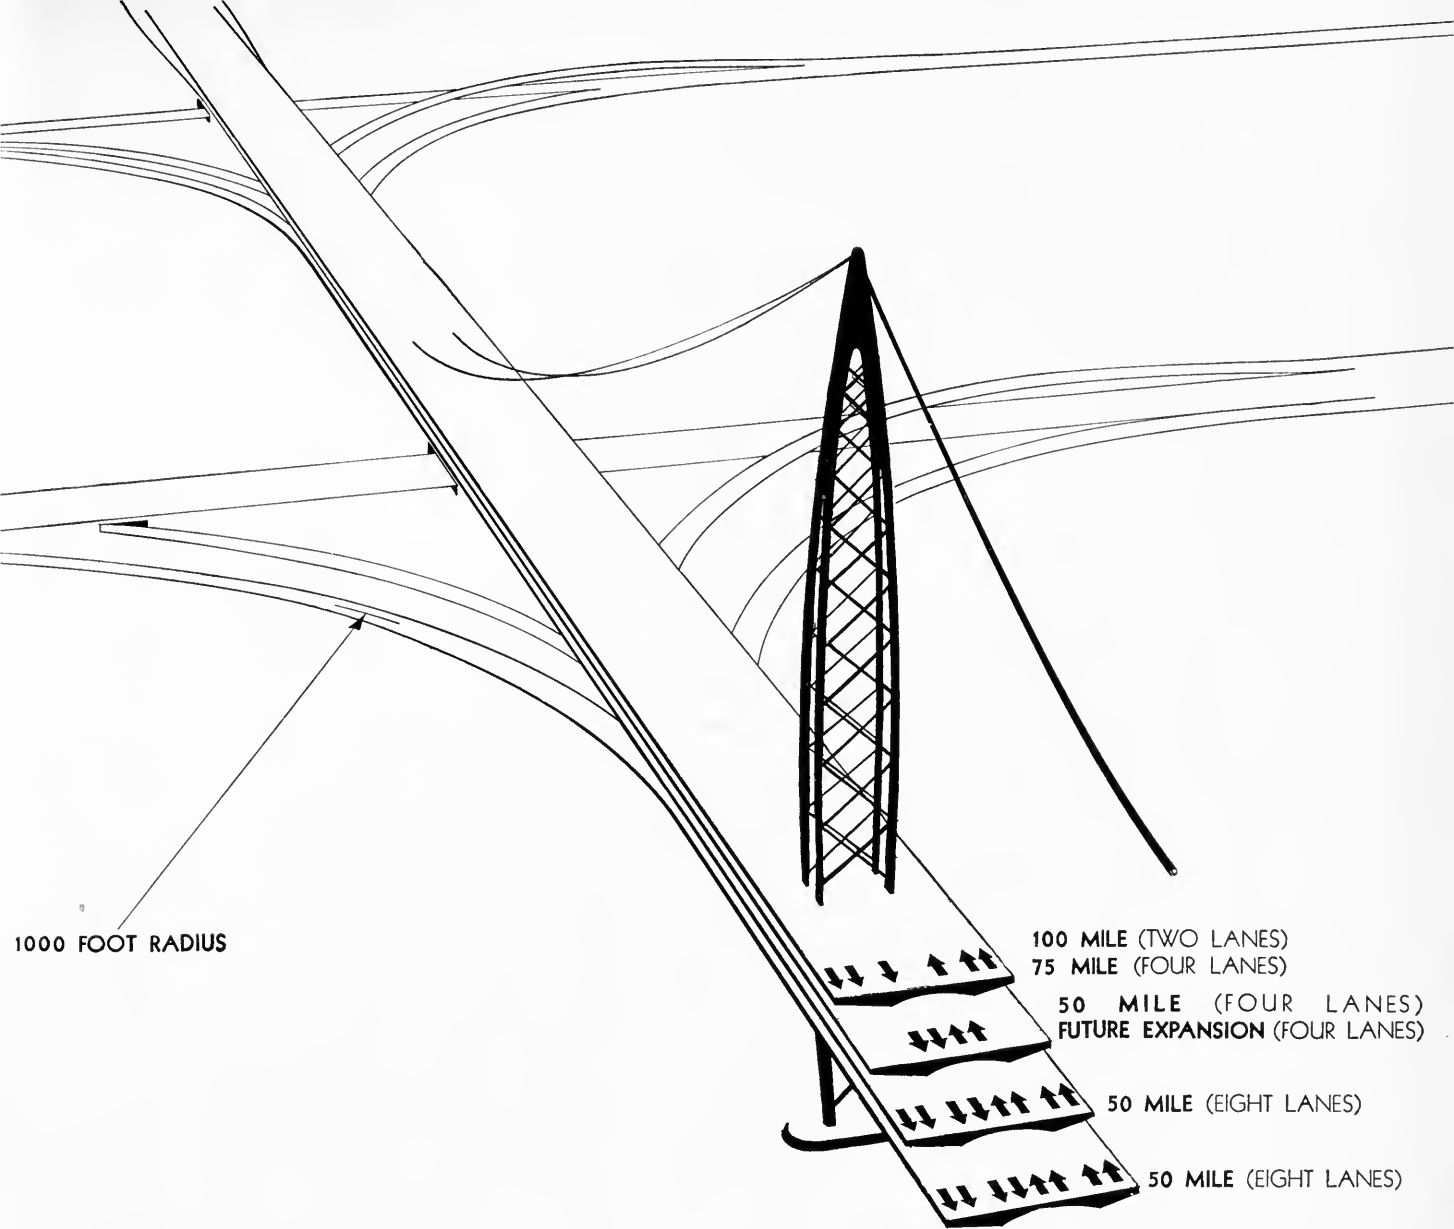 1000 FOOT RADIUS
100 MILE (TWO LANES)
75 MILE (FOUR LANES)
50 MILE (FOUR LANES)
FUTURE EXPANSION (FOUR LANES)
50 MILE (EIGHT LANES)
50 MILE (EIGHT LANES)